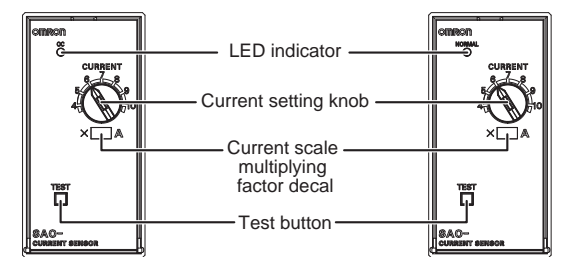 OMRON
OC
CURRENT
4 5 6 7 8 9 10
× A
TEST
SAO-
CURRENT SENSOR
LED indicator
Current setting knob
Current scale
multiplying
factor decal
Test button
OMRON
NORMAL
CURRENT
4 5 6 7 8 9 10
× A
TEST
SAO-
CURRENT SENSOR